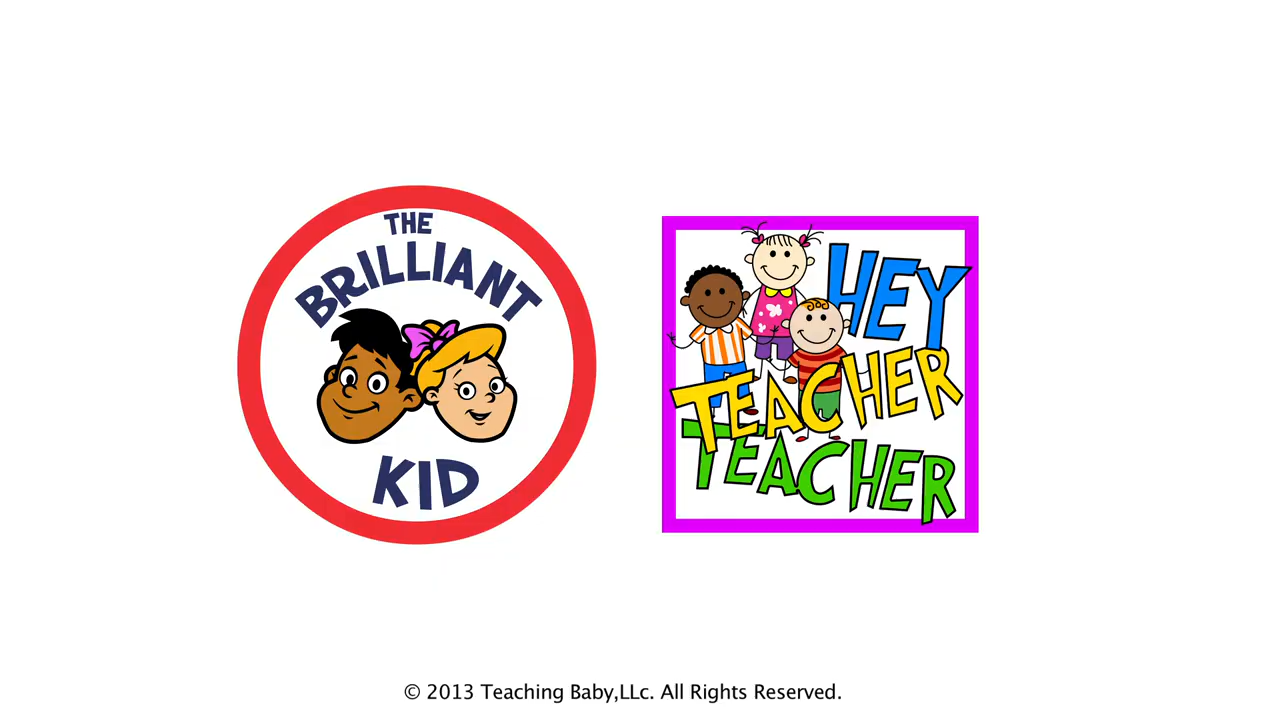 THE
BRILLIANT
KID
HEY
TEACHER
TEACHER
© 2013 Teaching Baby,LLc. All Rights Reserved.